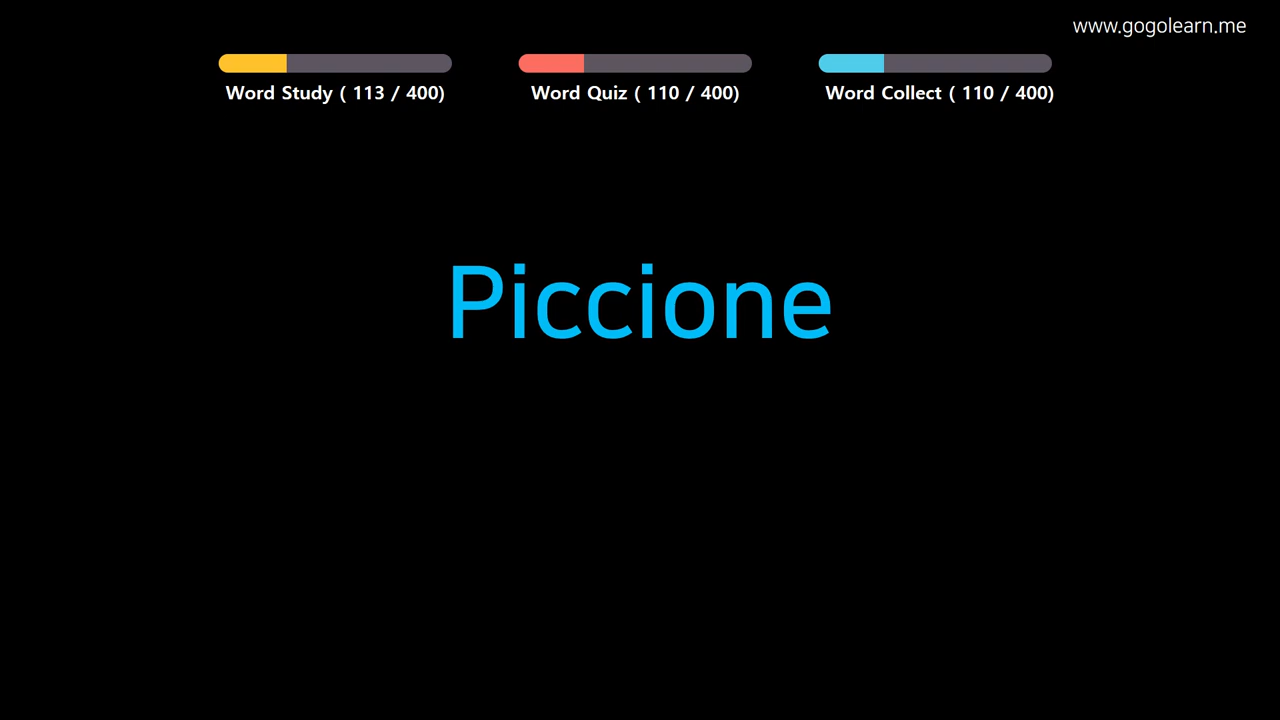 www.gogolearn.me
Word Study ( 113 / 400)
Word Quiz ( 110 / 400)
Word Collect ( 110 / 400)
Piccione